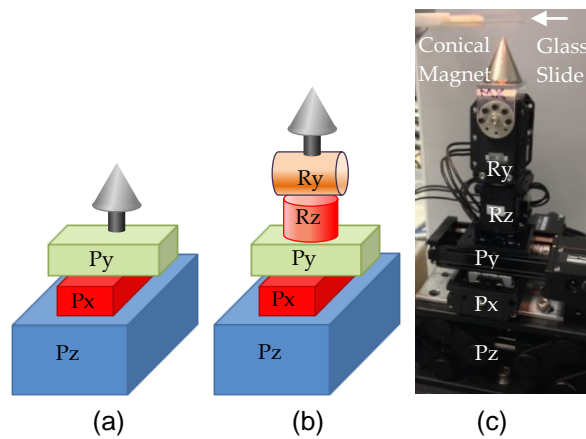 Py
Px
Pz
(a)
Ry
Rz
Py
Px
Pz
(b)
Conical Glass
Magnet Slide
Ry
Rz
Py
Px
Pz
(c)